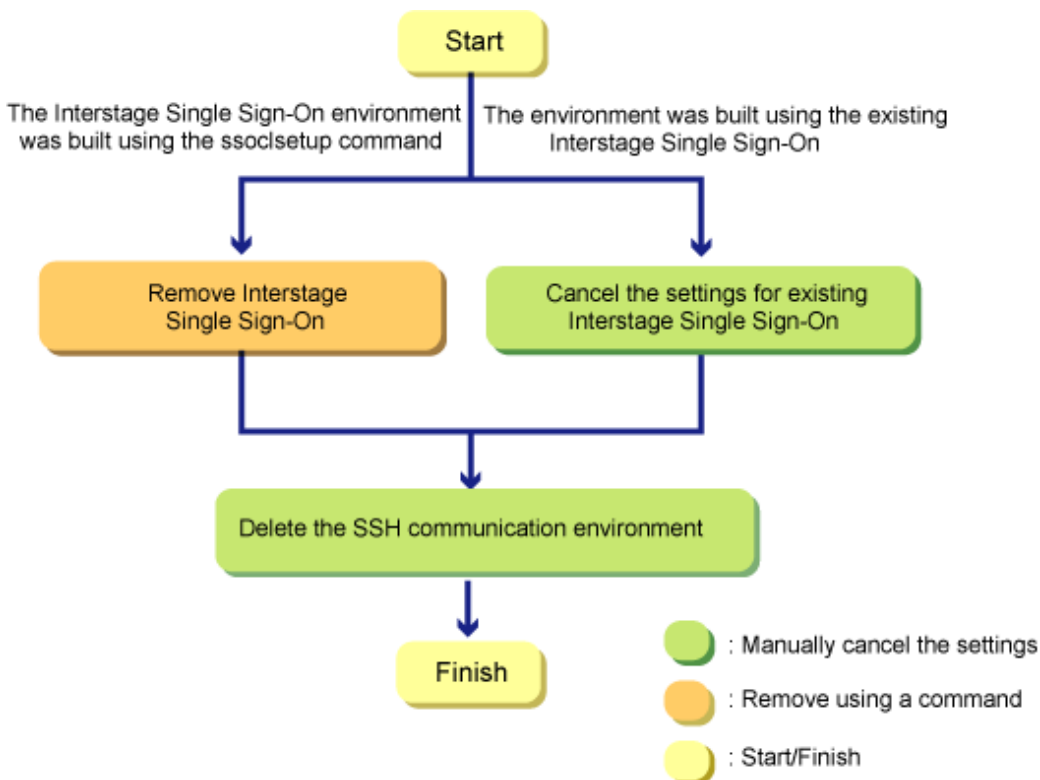 Start
The Interstage Single Sign-On environment
was built using the ssoclsetup command
The environment was built using the existing
Interstage Single Sign-On
Remove Interstage
Single Sign-On
Cancel the settings for existing
Interstage Single Sign-On
Delete the SSH communication environment
Finish
: Manually cancel the settings
: Remove using a command
: Start/Finish